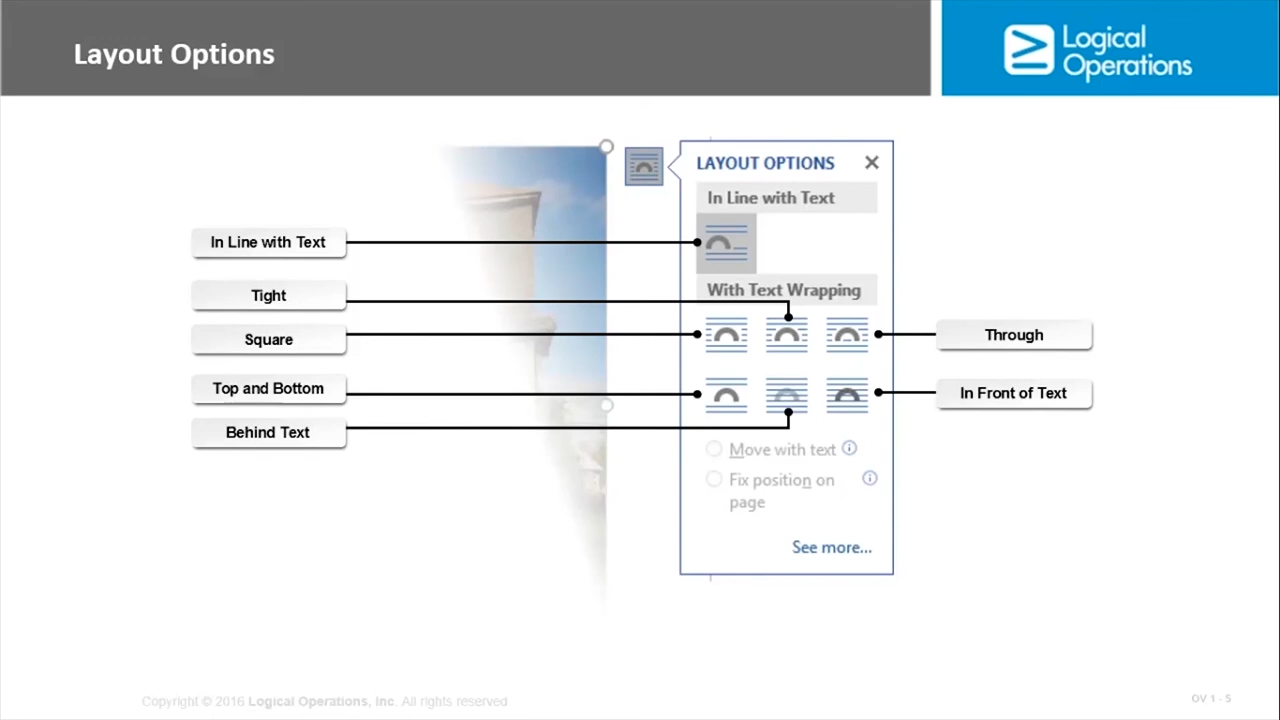 Layout Options
Logical
Operations
LAYOUT OPTIONS
In Line with Text
In Line with Text
With Text Wrapping
Tight
Square
Through
Top and Bottom
In Front of Text
Behind Text
Move with text
Fix position on
page
See more...
Copyright © 2016 Logical Operations, Inc. All rights reserved
OV 1 - 5